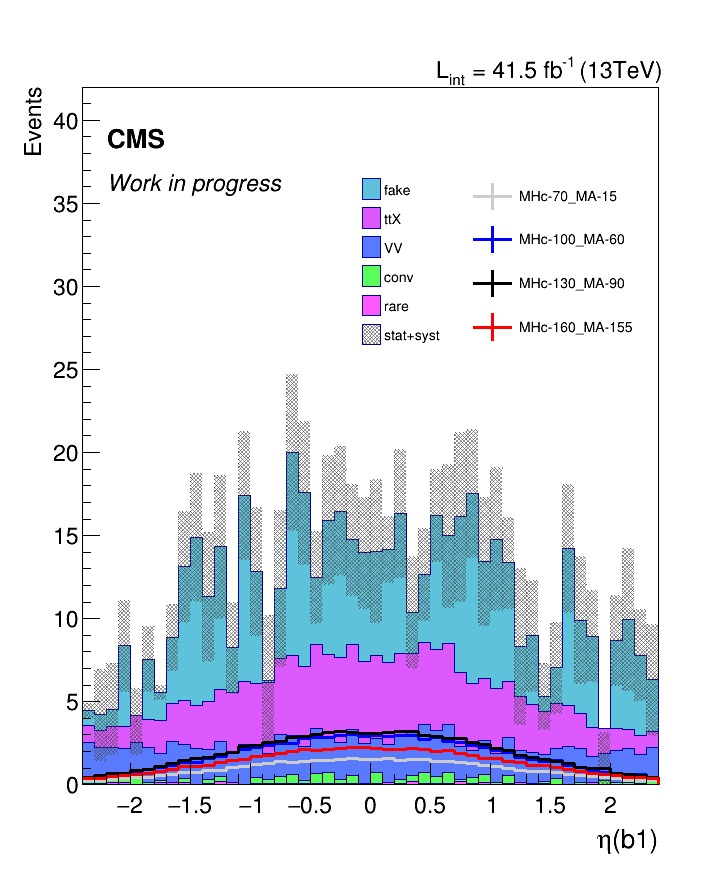 L_int = 41.5 fb^-1 (13TeV)
Events
CMS
Work in progress
fake
ttX
VV
conv
rare
stat+syst
MHc-70_MA-15
MHc-100_MA-60
MHc-130_MA-90
MHc-160_MA-155
40
35
30
25
20
15
10
5
0
−2 −1.5 −1 −0.5 0 0.5 1 1.5 2
η(b1)